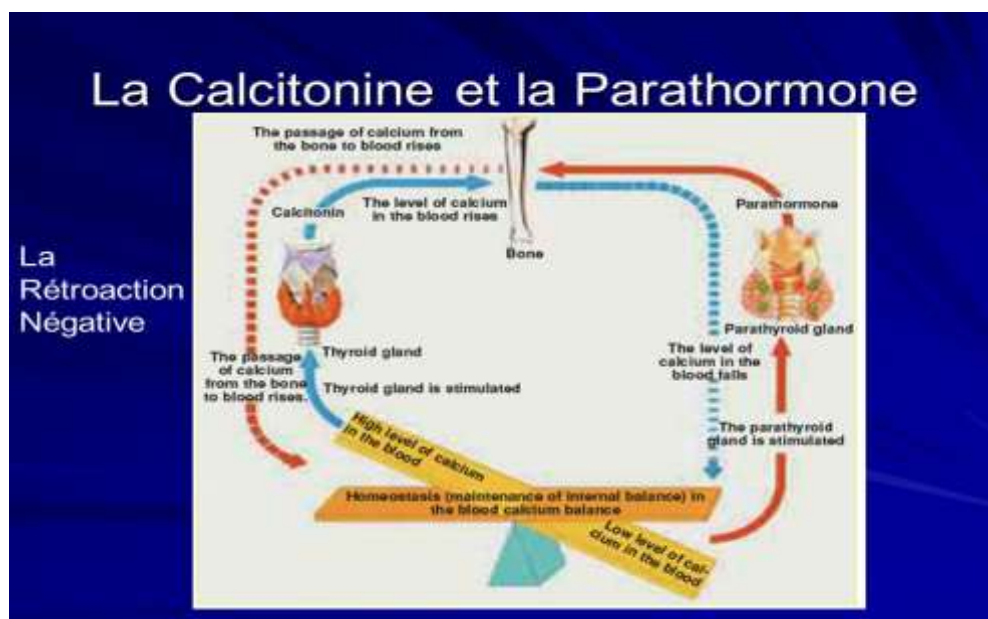 La Calcitonine et la Parathormone
La
Rétroaction
Négative
The passage of calcium from
the bone to blood rises
Calcitonin
The level of calcium
in the blood rises
Bone
Parathormone
Parathyroid gland
Thyroid gland
Thyroid gland is stimulated
The passage
of calcium
from the bone
to blood rises.
The level of
calcium in the
blood falls
The parathyroid
gland is stimulated
High level of calcium
in the blood
Homeostasis (maintenance of internal balance) in
the blood calcium balance
Low level of cal-
cium in the blood